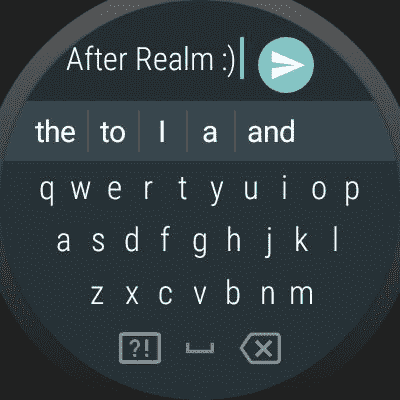 After Realm :)
the to I a and
q w e r t y u i o p
a s d f g h j k l
z x c v b n m
?!